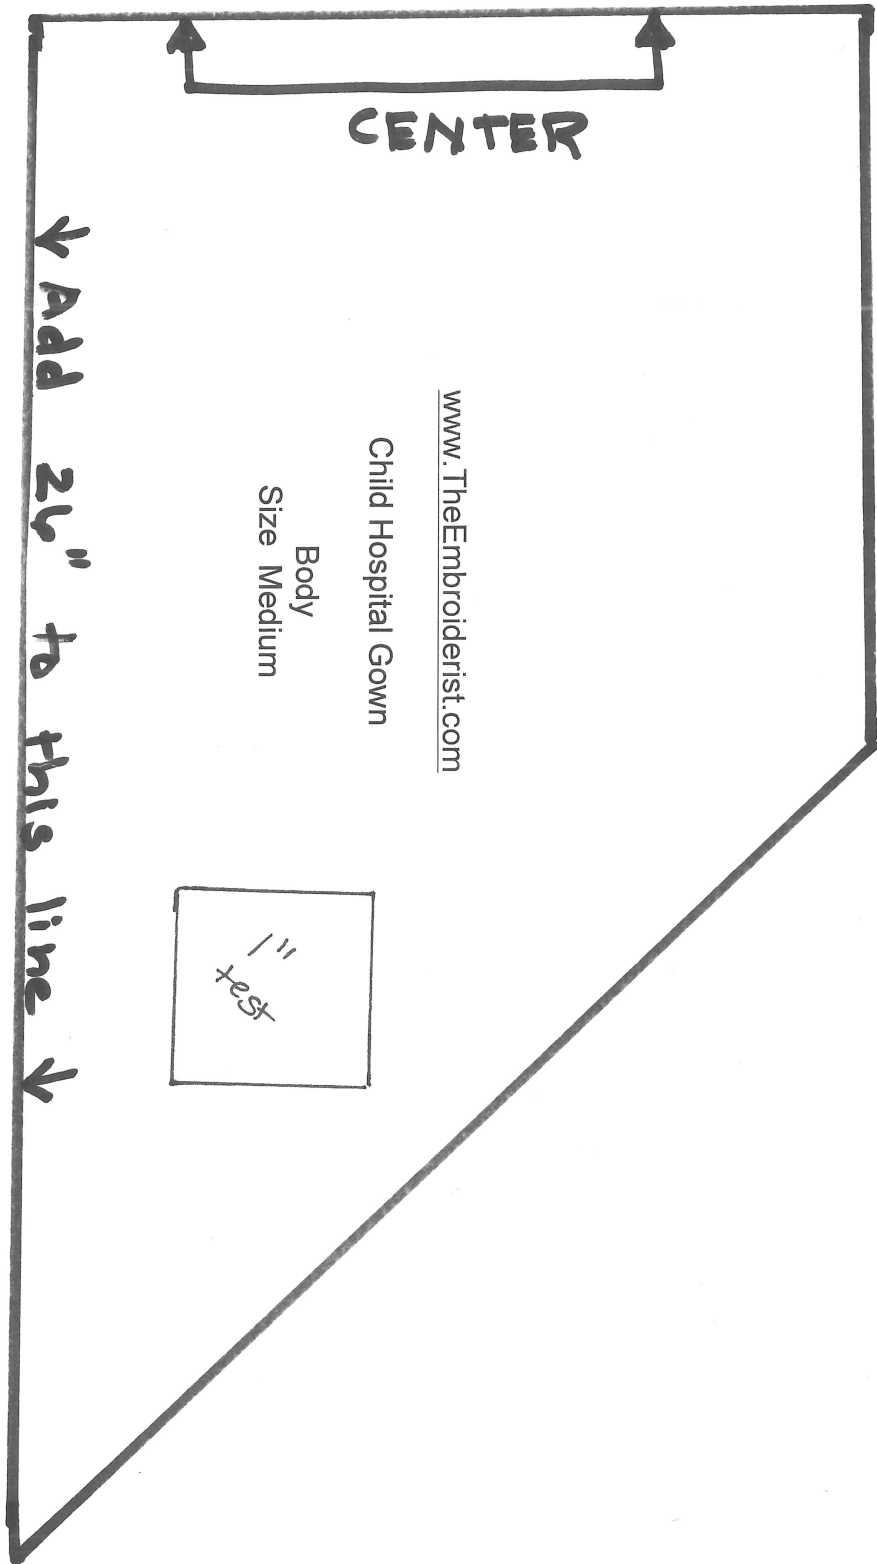 CENTER
↓ Add 26" to this line ↓
www.TheEmbroiderist.com
Child Hospital Gown
Body
Size Medium
1"
test